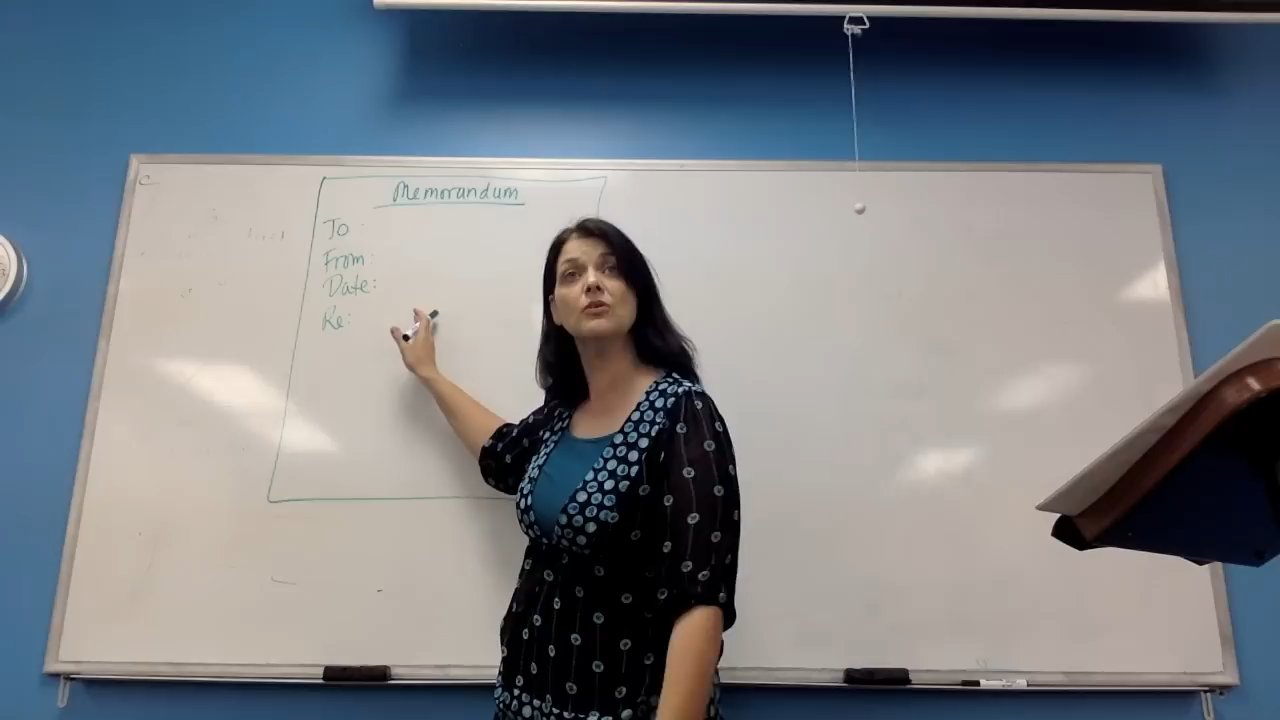 Memorandum
To :
From :
Date :
Re :